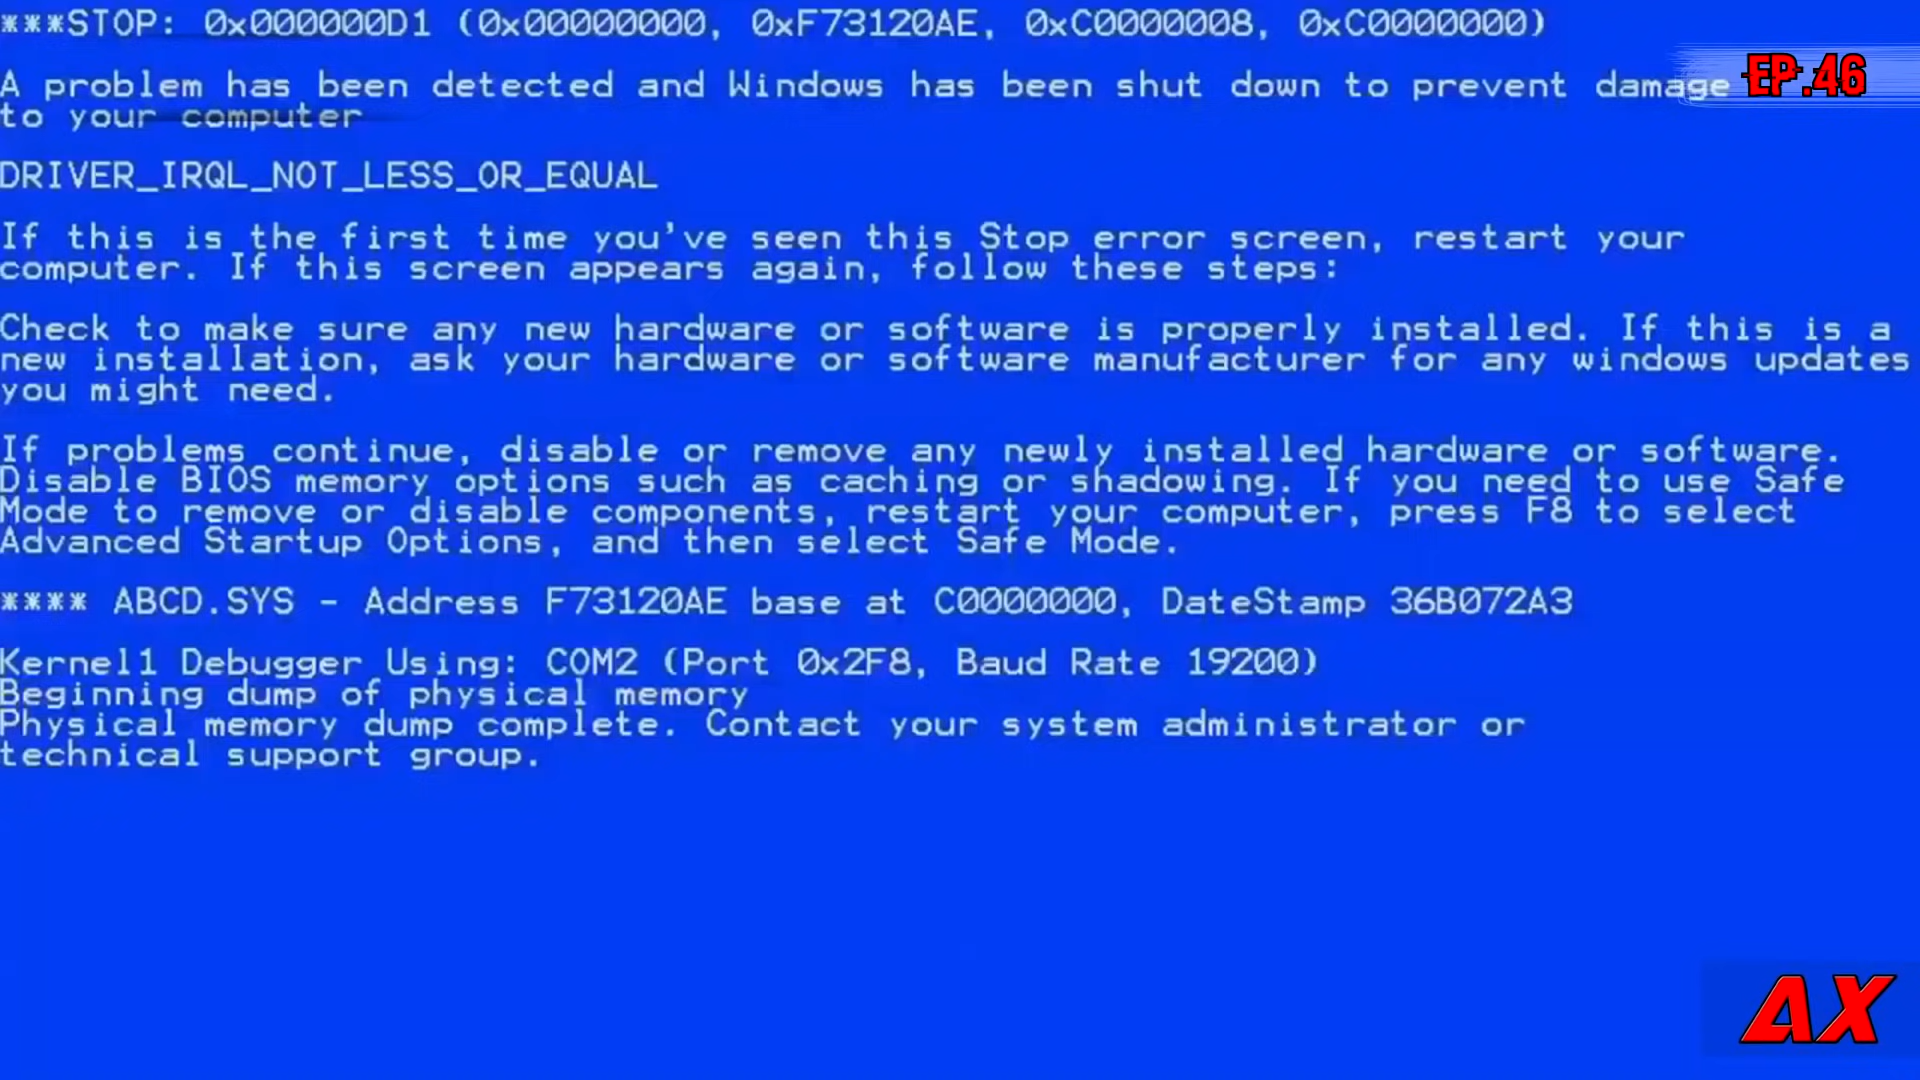 ***STOP: 0x000000D1 (0x00000000, 0xF73120AE, 0xC0000008, 0xC0000000)
A problem has been detected and Windows has been shut down to prevent damage
to your computer
DRIVER_IRQL_NOT_LESS_OR_EQUAL
If this is the first time you've seen this Stop error screen, restart your
computer. If this screen appears again, follow these steps:
Check to make sure any new hardware or software is properly installed. If this is a
new installation, ask your hardware or software manufacturer for any windows updates
you might need.
If problems continue, disable or remove any newly installed hardware or software.
Disable BIOS memory options such as caching or shadowing. If you need to use Safe
Mode to remove or disable components, restart your computer, press F8 to select
Advanced Startup Options, and then select Safe Mode.
**** ABCD.SYS - Address F73120AE base at C0000000, DateStamp 36B072A3
Kernel1 Debugger Using: COM2 (Port 0x2F8, Baud Rate 19200)
Beginning dump of physical memory
Physical memory dump complete. Contact your system administrator or
technical support group.
EP.46
AX